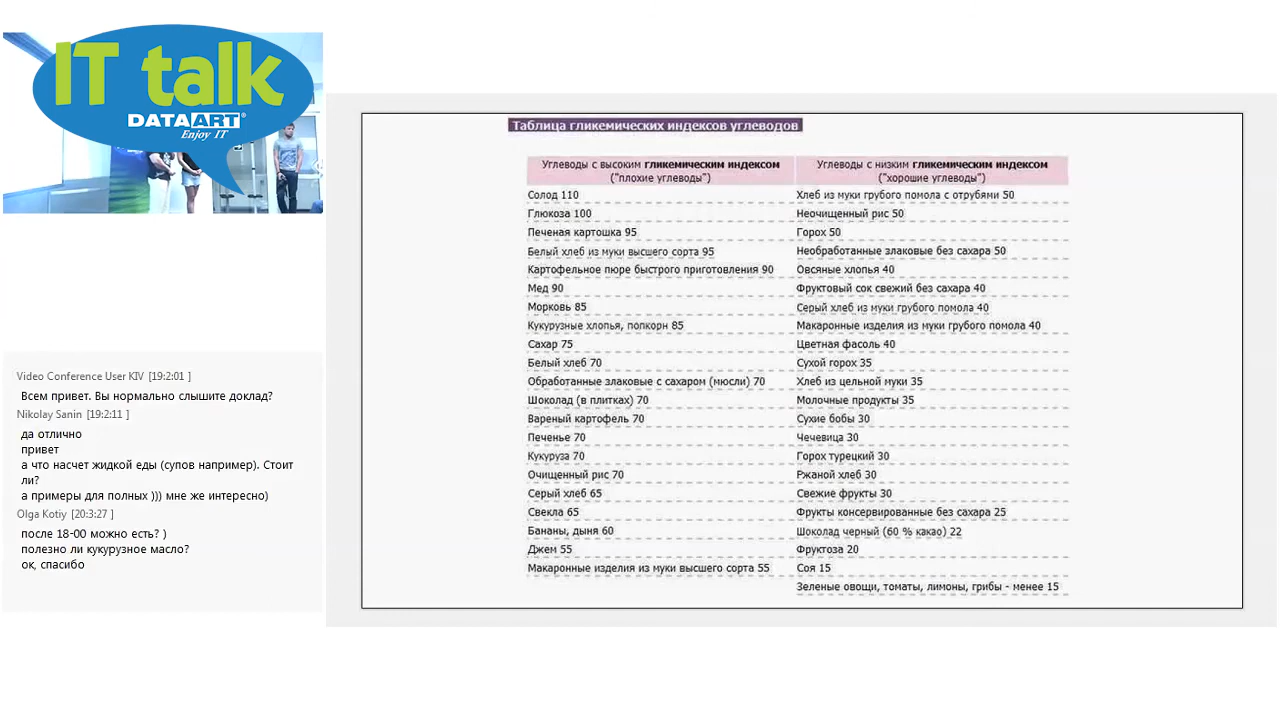 IT talk
DATAART®
Enjoy IT
Video Conference User KIV [19:2:01 ]
Всем привет. Вы нормально слышите доклад?
Nikolay Sanin [19:2:11 ]
да отлично
привет
а что насчет жидкой еды (супов например). Стоит
ли?
а примеры для полных ))) мне же интересно)
Olga Kotiy [20:3:27 ]
после 18-00 можно есть? )
полезно ли кукурузное масло?
ок, спасибо
Таблица гликемических индексов углеводов
Углеводы с высоким гликемическим индексом
("плохие углеводы")
Солод 110
Глюкоза 100
Печеная картошка 95
Белый хлеб из муки высшего сорта 95
Картофельное пюре быстрого приготовления 90
Мед 90
Морковь 85
Кукурузные хлопья, попкорн 85
Сахар 75
Белый хлеб 70
Обработанные злаковые с сахаром (мюсли) 70
Шоколад (в плитках) 70
Вареный картофель 70
Печенье 70
Кукуруза 70
Очищенный рис 70
Серый хлеб 65
Свекла 65
Бананы, дыня 60
Джем 55
Макаронные изделия из муки высшего сорта 55
Углеводы с низким гликемическим индексом
("хорошие углеводы")
Хлеб из муки грубого помола с отрубями 50
Неочищенный рис 50
Горох 50
Необработанные злаковые без сахара 50
Овсяные хлопья 40
Фруктовый сок свежий без сахара 40
Серый хлеб из муки грубого помола 40
Макаронные изделия из муки грубого помола 40
Цветная фасоль 40
Сухой горох 35
Хлеб из цельной муки 35
Молочные продукты 35
Сухие бобы 30
Чечевица 30
Горох турецкий 30
Ржаной хлеб 30
Свежие фрукты 30
Фрукты консервированные без сахара 25
Шоколад черный (60 % какао) 22
Фруктоза 20
Соя 15
Зеленые овощи, томаты, лимоны, грибы - менее 15